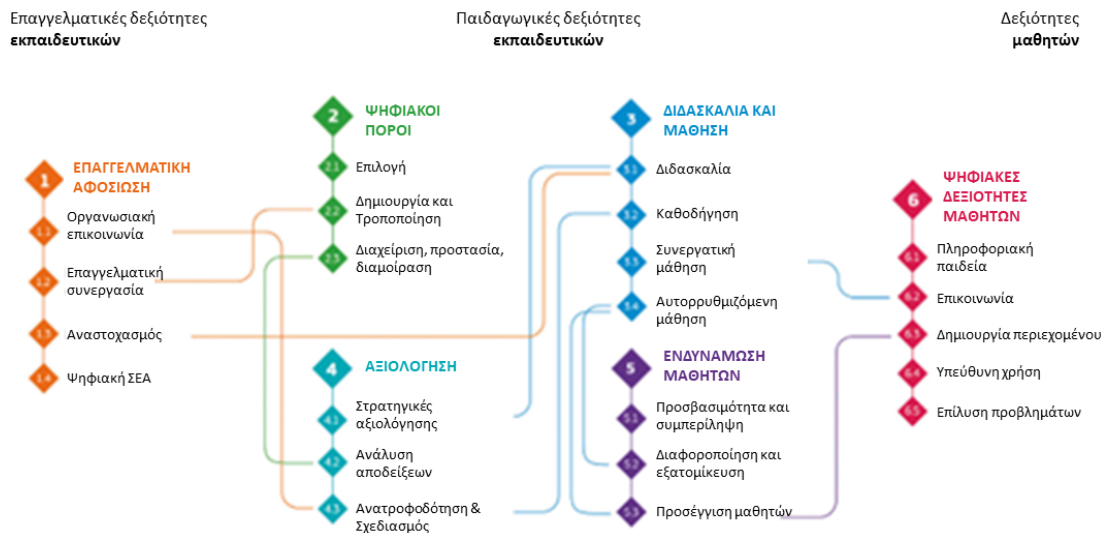 Επαγγελματικές δεξιότητες
εκπαιδευτικών
Παιδαγωγικές δεξιότητες
εκπαιδευτικών
Δεξιότητες
μαθητών
1
ΕΠΑΓΓΕΛΜΑΤΙΚΗ
ΑΦΟΣΙΩΣΗ
1.1
Οργανωσιακή
επικοινωνία
1.2
Επαγγελματική
συνεργασία
1.3
Αναστοχασμός
1.4
Ψηφιακή ΣΕΑ
2
ΨΗΦΙΑΚΟΙ
ΠΟΡΟΙ
2.1
Επιλογή
2.2
Δημιουργία και
Τροποποίηση
2.3
Διαχείριση, προστασία,
διαμοίραση
3
ΔΙΔΑΣΚΑΛΙΑ ΚΑΙ
ΜΑΘΗΣΗ
3.1
Διδασκαλία
3.2
Καθοδήγηση
3.3
Συνεργατική
μάθηση
3.4
Αυτορρυθμιζόμενη
μάθηση
4
ΑΞΙΟΛΟΓΗΣΗ
4.1
Στρατηγικές
αξιολόγησης
4.2
Ανάλυση
αποδείξεων
4.3
Ανατροφοδότηση &
Σχεδιασμός
5
ΕΝΔΥΝΑΜΩΣΗ
ΜΑΘΗΤΩΝ
5.1
Προσβασιμότητα και
συμπερίληψη
5.2
Διαφοροποίηση και
εξατομίκευση
5.3
Προσέγγιση μαθητών
6
ΨΗΦΙΑΚΕΣ
ΔΕΞΙΟΤΗΤΕΣ
ΜΑΘΗΤΩΝ
6.1
Πληροφοριακή
παιδεία
6.2
Επικοινωνία
6.3
Δημιουργία περιεχομένου
6.4
Υπεύθυνη χρήση
6.5
Επίλυση προβλημάτων